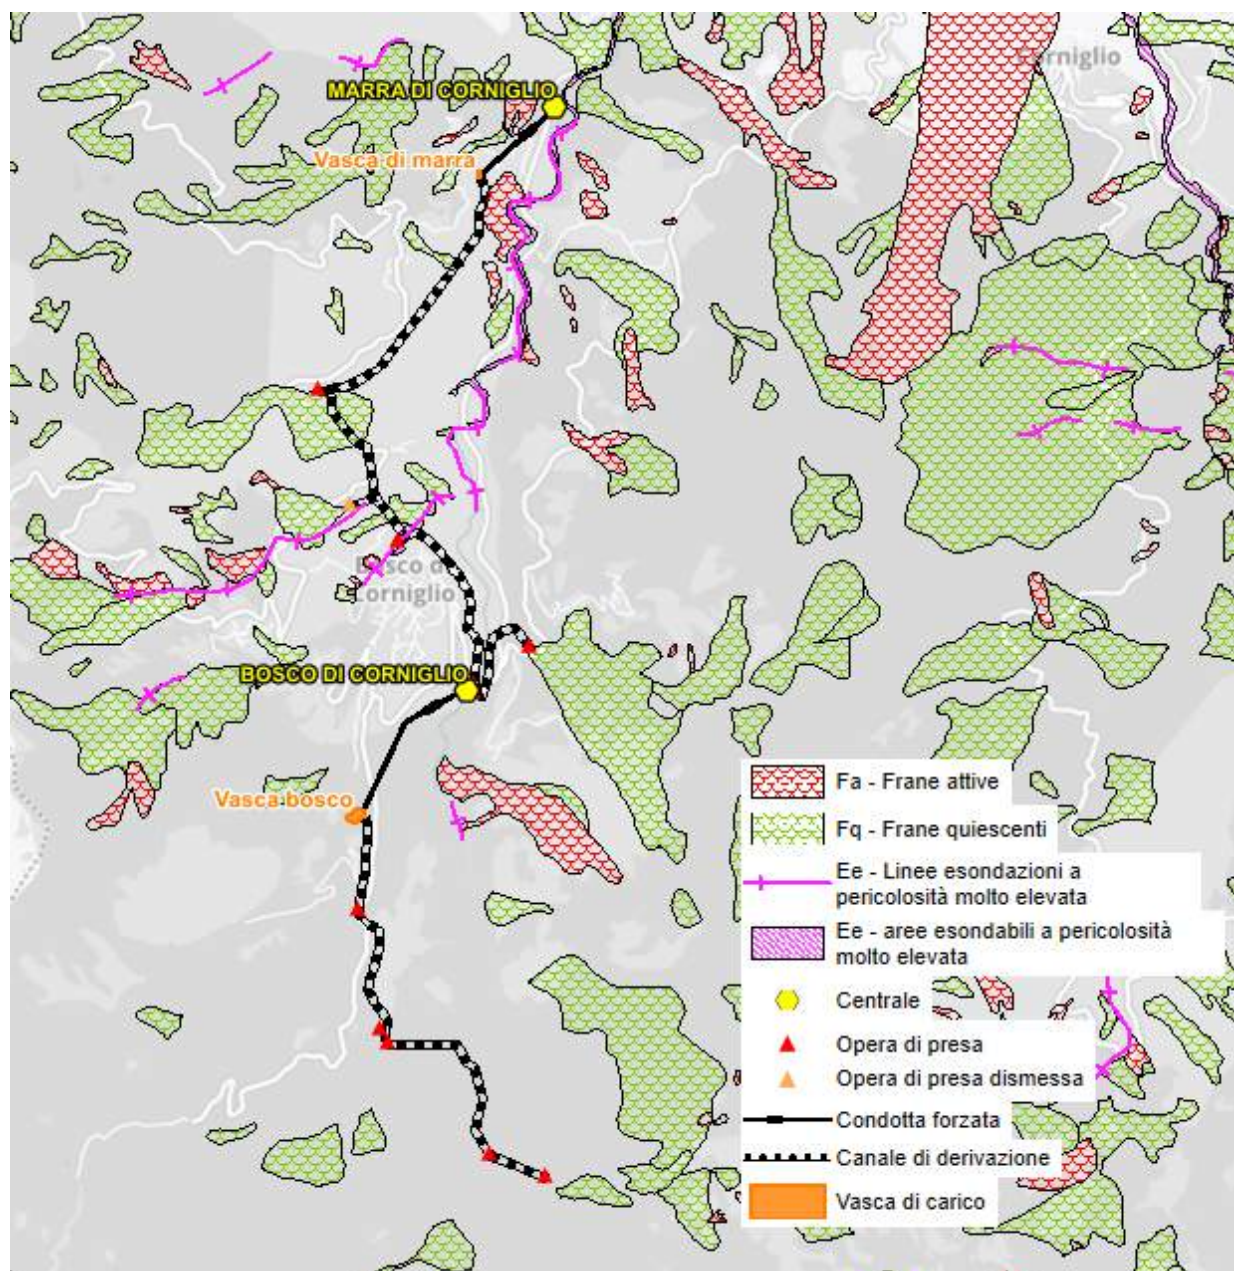 Corniglio
MARRA DI CORNIGLIO
Vasca di marra
Bosco di
Corniglio
BOSCO DI CORNIGLIO
Vasca bosco
Fa - Frane attive
Fq - Frane quiescenti
Ee - Linee esondazioni a
pericolosità molto elevata
Ee - aree esondabili a pericolosità
molto elevata
Centrale
Opera di presa
Opera di presa dismessa
Condotta forzata
Canale di derivazione
Vasca di carico